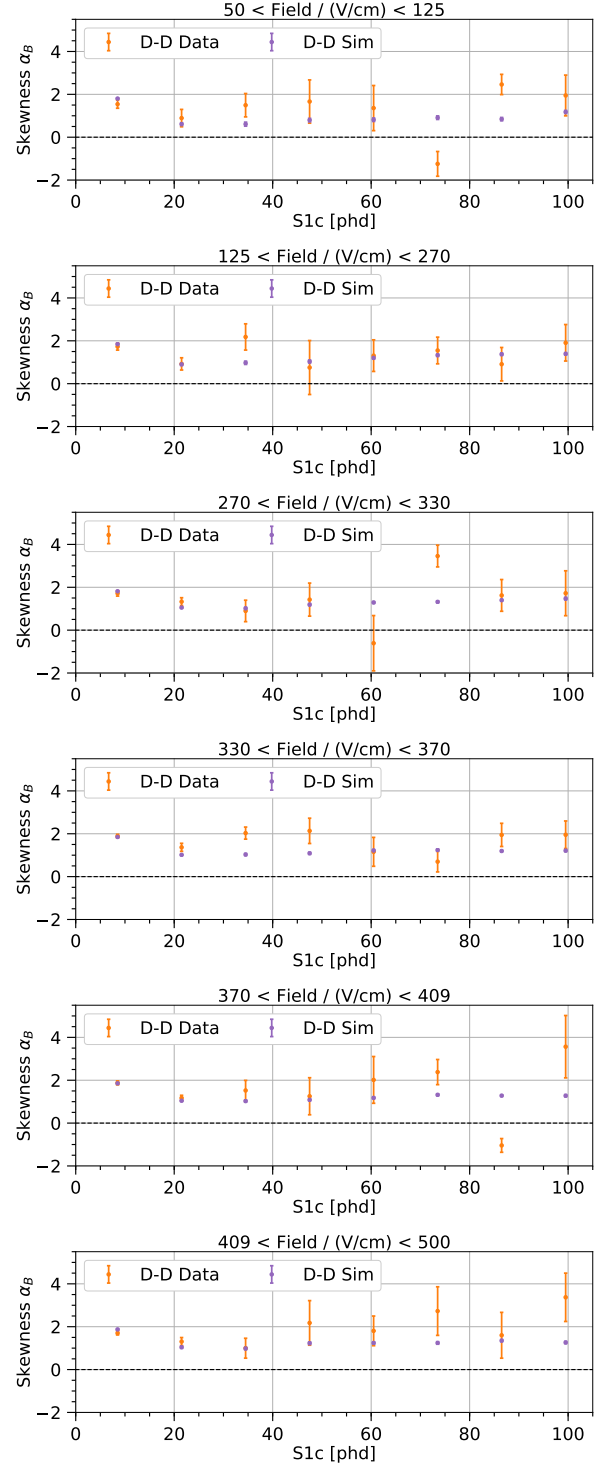 50 < Field / (V/cm) < 125
D-D Data D-D Sim
Skewness α_B
4
2
0
−2
0 20 40 60 80 100
S1c [phd]
125 < Field / (V/cm) < 270
D-D Data D-D Sim
Skewness α_B
4
2
0
−2
0 20 40 60 80 100
S1c [phd]
270 < Field / (V/cm) < 330
D-D Data D-D Sim
Skewness α_B
4
2
0
−2
0 20 40 60 80 100
S1c [phd]
330 < Field / (V/cm) < 370
D-D Data D-D Sim
Skewness α_B
4
2
0
−2
0 20 40 60 80 100
S1c [phd]
370 < Field / (V/cm) < 409
D-D Data D-D Sim
Skewness α_B
4
2
0
−2
0 20 40 60 80 100
S1c [phd]
409 < Field / (V/cm) < 500
D-D Data D-D Sim
Skewness α_B
4
2
0
−2
0 20 40 60 80 100
S1c [phd]